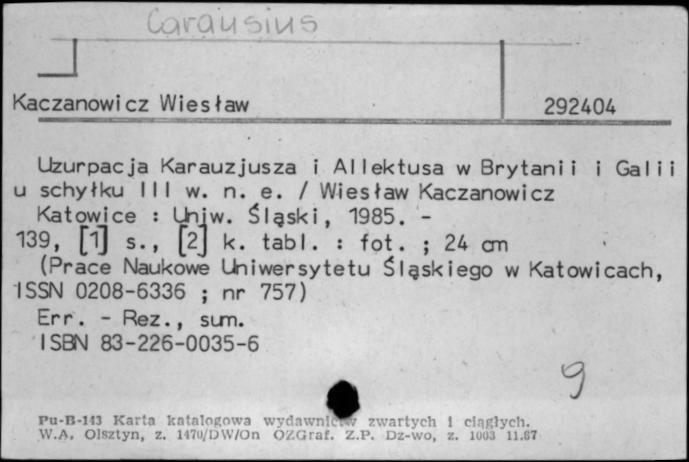 Carausius
Kaczanowicz Wiesław 292404
Uzurpacja Karauzjusza i Allektusa w Brytanii i Galii
u schyłku III w. n. e. / Wiesław Kaczanowicz
Katowice : Uniw. Śląski, 1985. -
139, [1] s., [2] k. tabl. : fot. ; 24 cm
(Prace Naukowe Uniwersytetu Śląskiego w Katowicach,
ISSN 0208-6336 ; nr 757)
Err. - Rez., sum.
ISBN 83-226-0035-6
9
Pu-B-143 Karta katalogowa wydawnictw zwartych i ciągłych.
W.A. Olsztyn, z. 1470/DW/On OZGraf. Z.P. Dz-wo, z. 1003 11.87